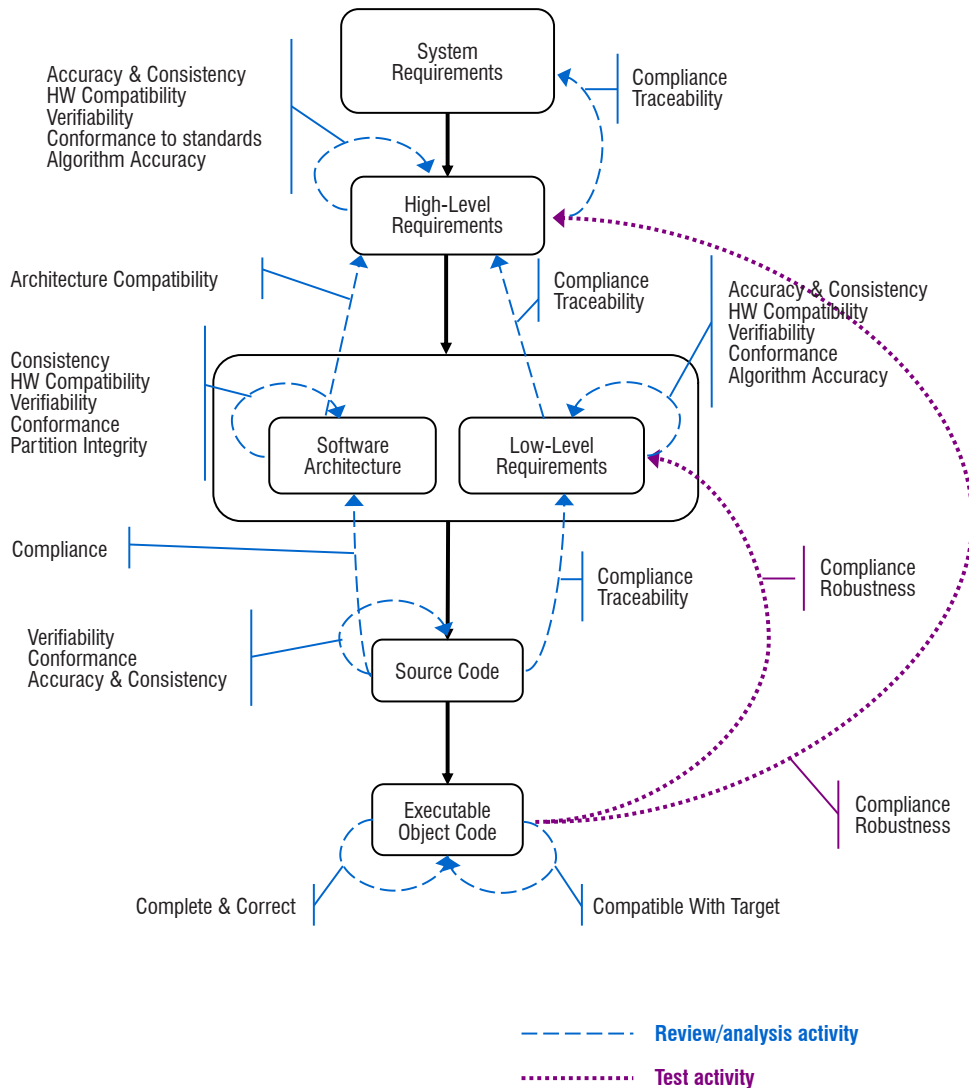 System
Requirements
Accuracy & Consistency
HW Compatibility
Verifiability
Conformance to standards
Algorithm Accuracy
Compliance
Traceability
High-Level
Requirements
Architecture Compatibility
Compliance
Traceability
Accuracy & Consistency
HW Compatibility
Verifiability
Conformance
Algorithm Accuracy
Consistency
HW Compatibility
Verifiability
Conformance
Partition Integrity
Software
Architecture
Low-Level
Requirements
Compliance
Compliance
Traceability
Compliance
Robustness
Verifiability
Conformance
Accuracy & Consistency
Source Code
Executable
Object Code
Compliance
Robustness
Complete & Correct
Compatible With Target
Review/analysis activity
Test activity